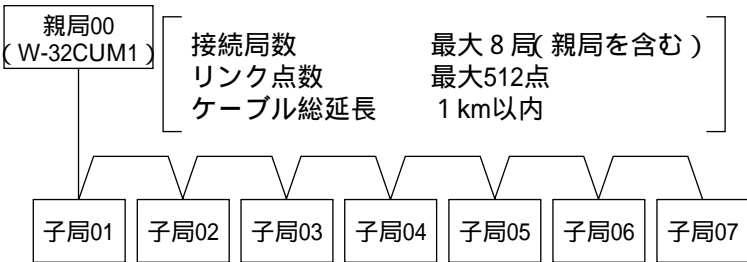 親局00
（W-32CUM1）
接続局数　最大８局（親局を含む）
リンク点数　最大512点
ケーブル総延長　１km以内
子局01　子局02　子局03　子局04　子局05　子局06　子局07